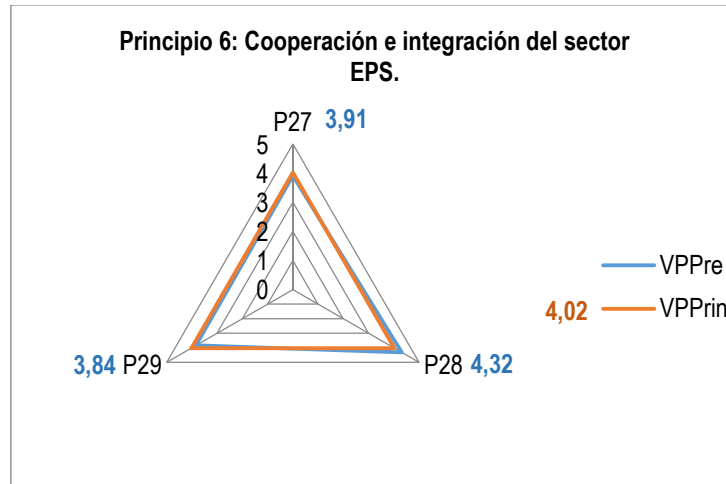 Principio 6: Cooperación e integración del sector
EPS.
P27 3,91
5
4
3
2
1
0
VPPre
4,02 VPPrin
3,84 P29
P28 4,32